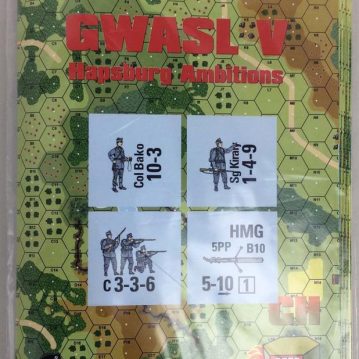 GWASL V
Hapsburg Ambitions
Col Bako
10-3
Sg Kiraly
1-4-9
C 3-3-6
HMG
5PP B10
5-10 1
CH